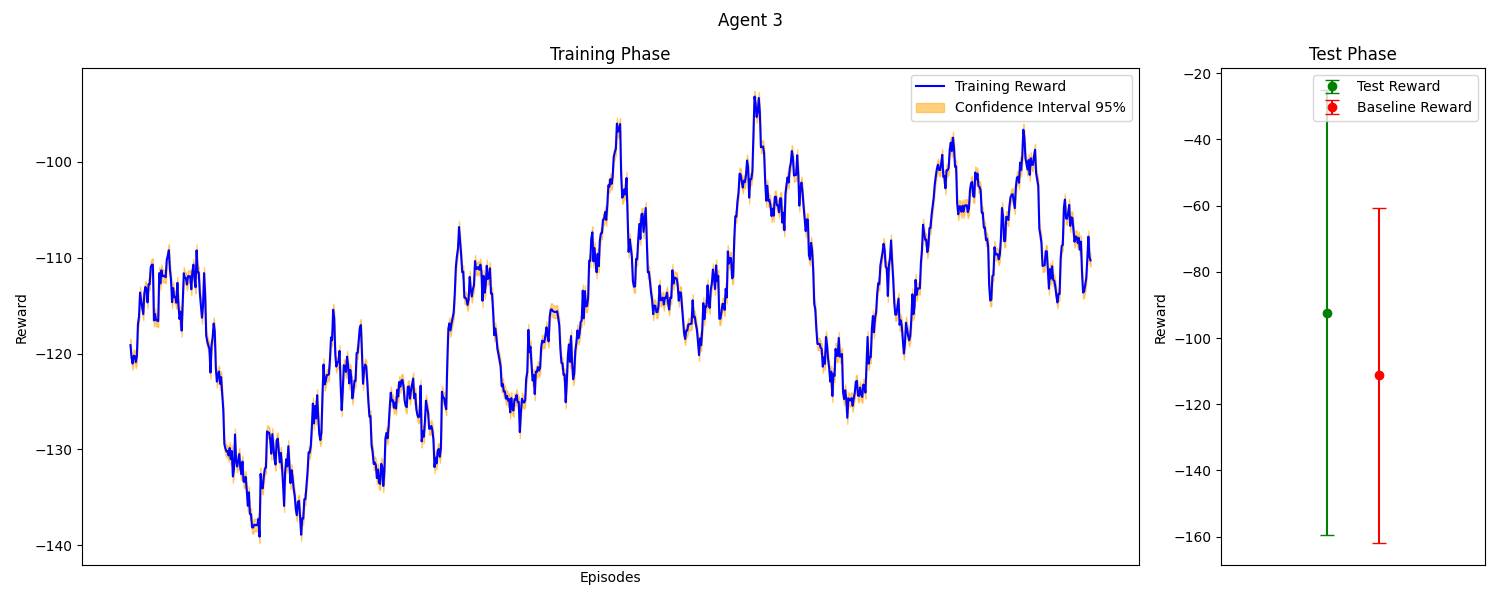 Agent 3
Training Phase
Training Reward
Confidence Interval 95%
Reward
−100
−110
−120
−130
−140
Episodes
Test Phase
Test Reward
Baseline Reward
Reward
−20
−40
−60
−80
−100
−120
−140
−160